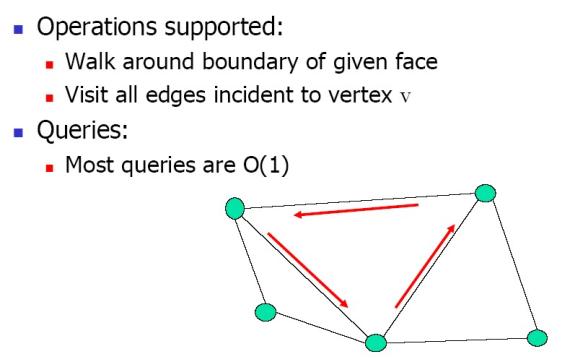 Operations supported:
Walk around boundary of given face
Visit all edges incident to vertex v
Queries:
Most queries are O(1)